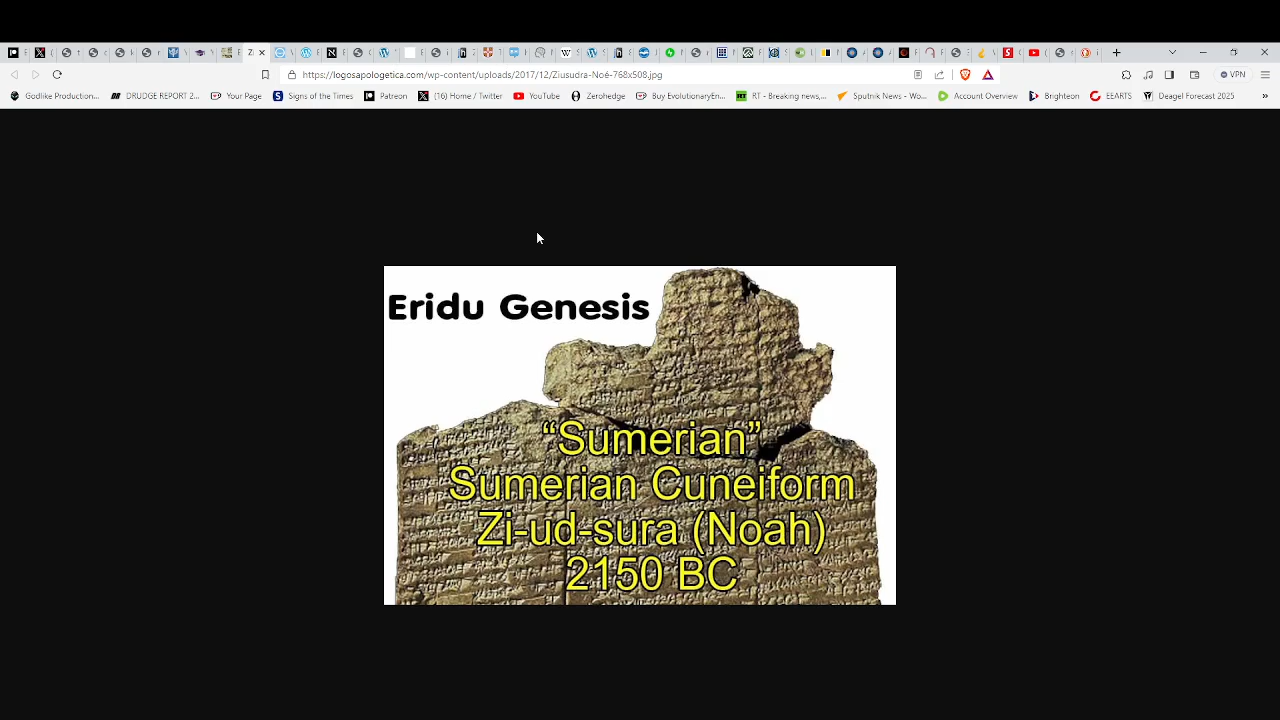 Zi
https://logosapologetica.com/wp-content/uploads/2017/12/Ziusudra-Noé-768x508.jpg
VPN
Godlike Production...
DRUDGE REPORT 2...
Your Page
Signs of the Times
Patreon
(16) Home / Twitter
YouTube
Zerohedge
Buy EvolutionaryEn...
RT - Breaking news,...
Sputnik News - Wo...
Account Overview
Brighteon
EEARTS
Deagel Forecast 2025
»
Eridu Genesis
“Sumerian”
Sumerian Cuneiform
Zi-ud-sura (Noah)
2150 BC